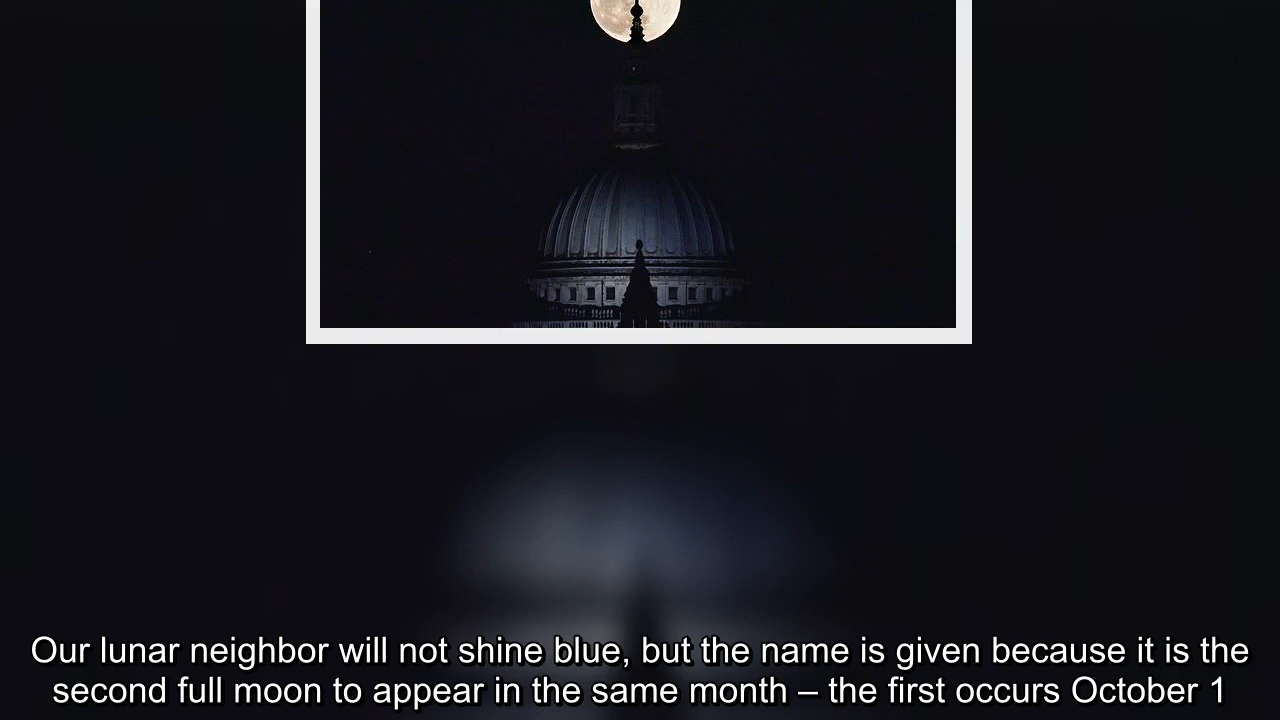 Our lunar neighbor will not shine blue, but the name is given because it is the
second full moon to appear in the same month – the first occurs October 1